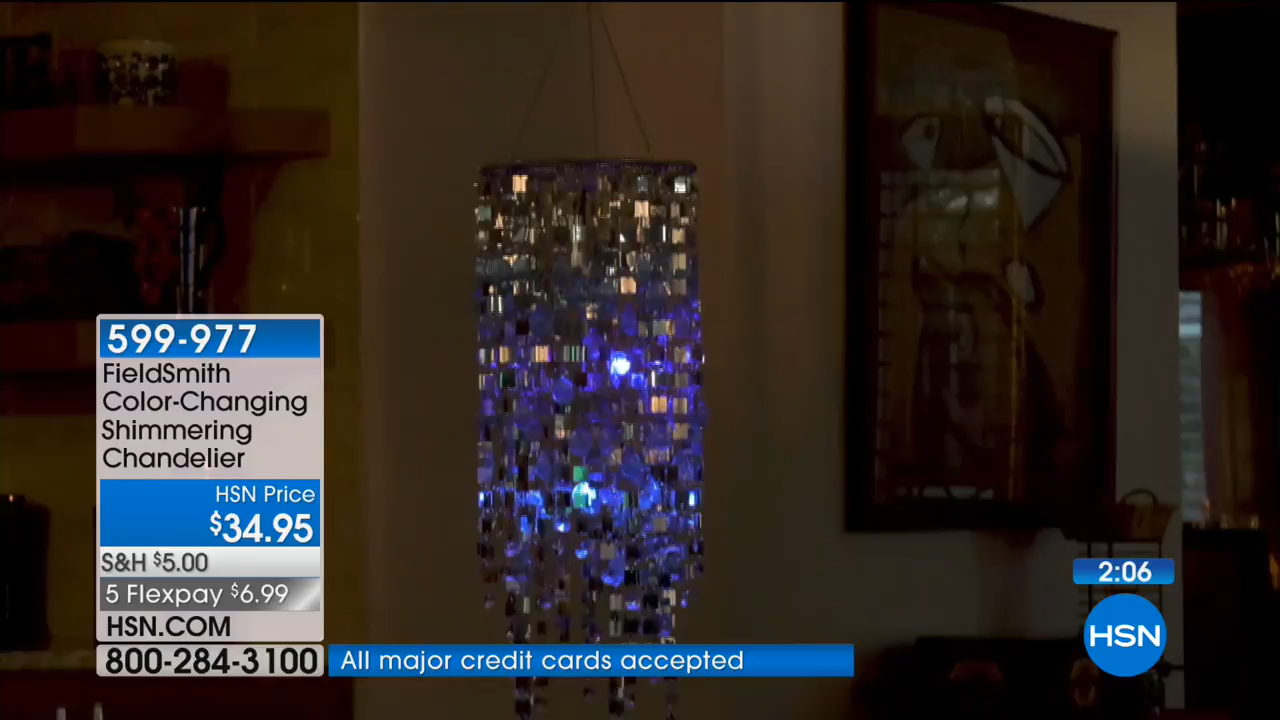 599-977
FieldSmith
Color-Changing
Shimmering
Chandelier
HSN Price
$34.95
S&H $5.00
5 Flexpay $6.99
HSN.COM
800-284-3100
All major credit cards accepted
2:06
HSN